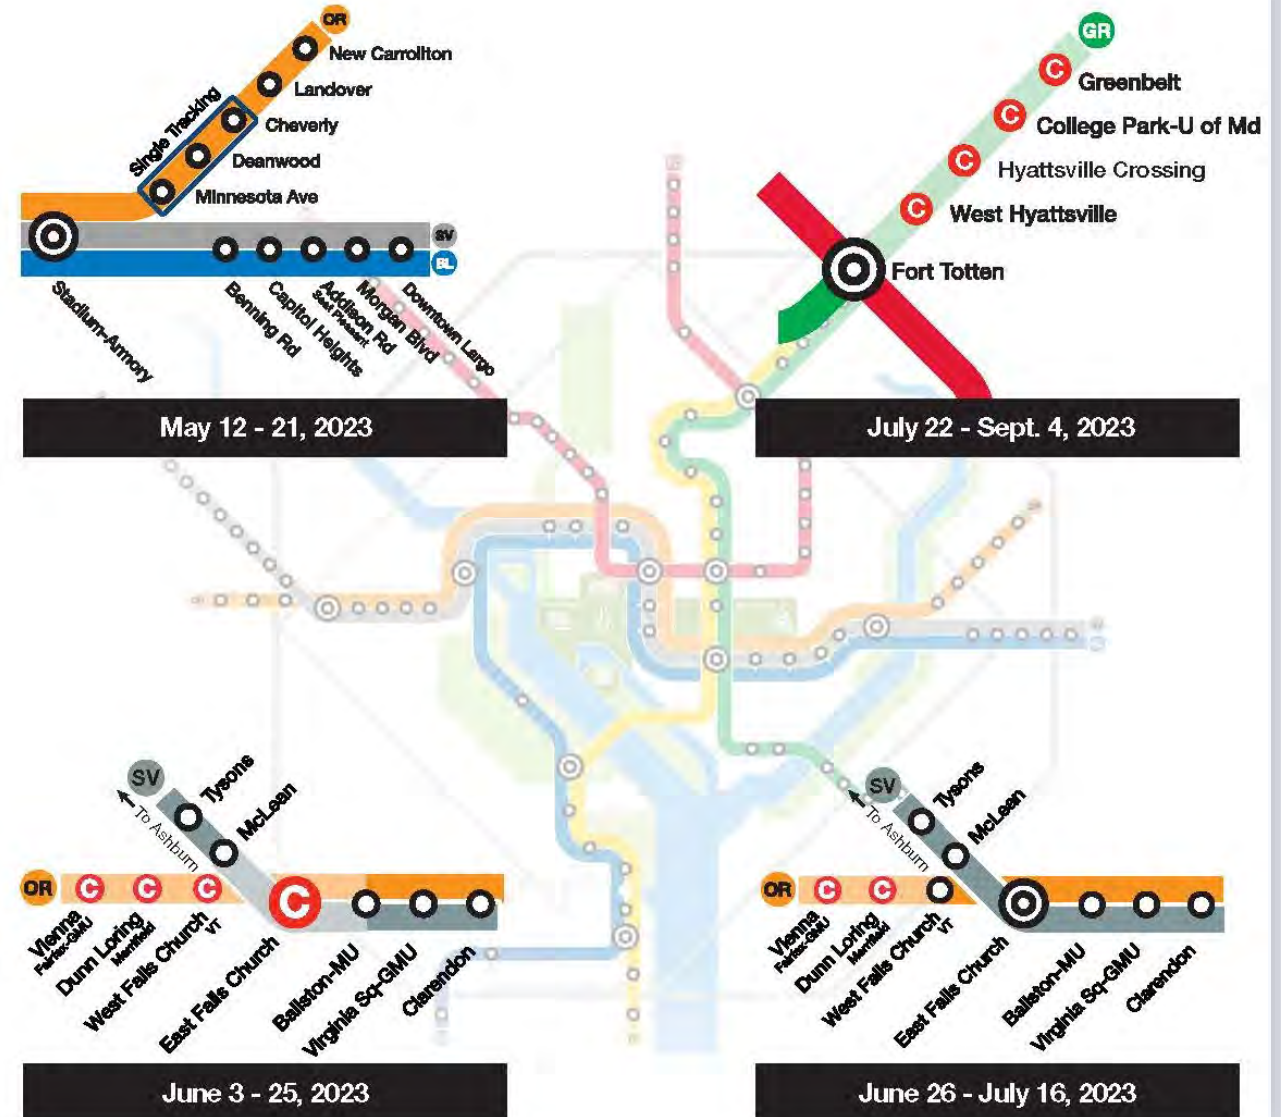 OR
New Carrollton
Landover
Single Tracking
Cheverly
Deanwood
Minnesota Ave
SV
BL
Stadium-Armory
Benning Rd
Capitol Heights
Addison Rd
Seat Pleasant
Morgan Blvd
Downtown Largo
May 12 - 21, 2023
GR
C
Greenbelt
C
College Park-U of Md
C
Hyattsville Crossing
C
West Hyattsville
Fort Totten
July 22 - Sept. 4, 2023
SV
Tysons
McLean
To Ashburn
OR
C
C
C
C
Vienna
Fairfax-GMU
Dunn Loring
Merrifield
West Falls Church
VT
East Falls Church
Ballston-MU
Virginia Sq-GMU
Clarendon
June 3 - 25, 2023
SV
Tysons
McLean
To Ashburn
OR
C
C
Vienna
Fairfax-GMU
Dunn Loring
Merrifield
West Falls Church
VT
East Falls Church
Ballston-MU
Virginia Sq-GMU
Clarendon
June 26 - July 16, 2023